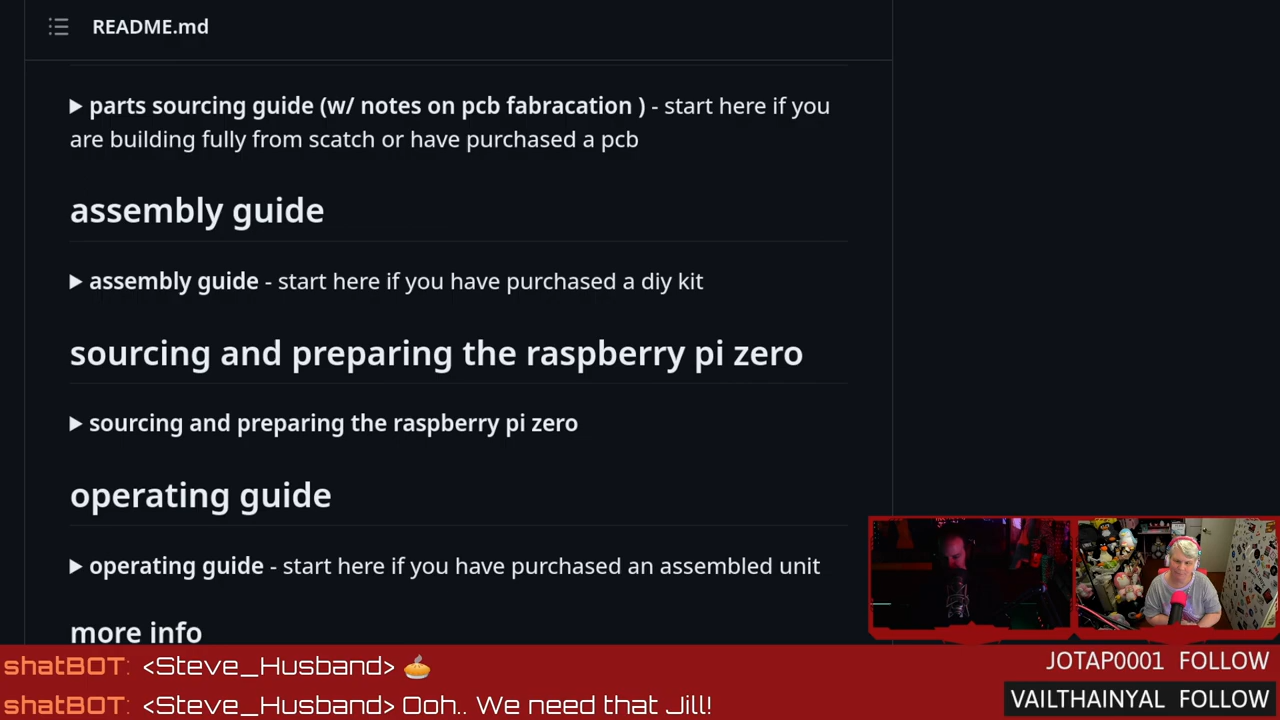 README.md
▶ parts sourcing guide (w/ notes on pcb fabracation ) - start here if you
are building fully from scatch or have purchased a pcb
assembly guide
▶ assembly guide - start here if you have purchased a diy kit
sourcing and preparing the raspberry pi zero
▶ sourcing and preparing the raspberry pi zero
operating guide
▶ operating guide - start here if you have purchased an assembled unit
more info
shatBOT: <Steve_Husband> 🥧
shatBOT: <Steve_Husband> Ooh.. We need that Jill!
JOTAP0001 FOLLOW
VAILTHAINYAL FOLLOW